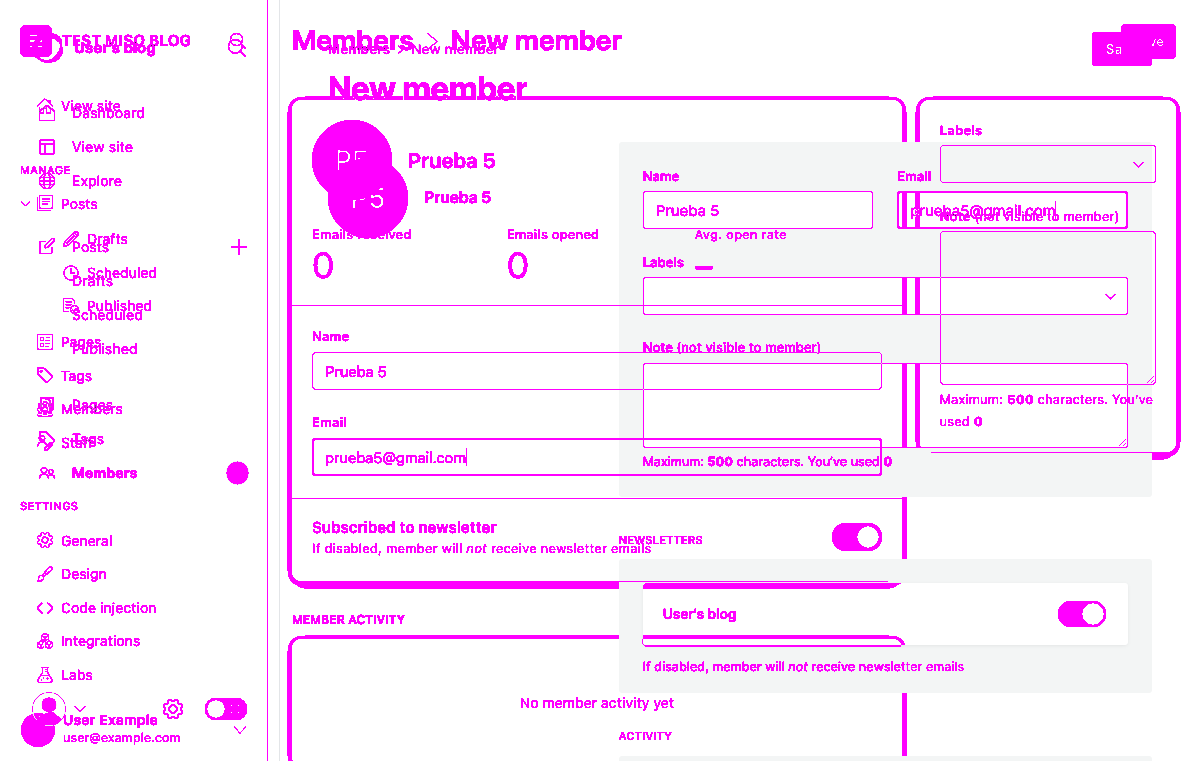 TEST MISO BLOG
User's blog
Members > New member
Members > New member
Save
New member
View site
Dashboard
View site
MANAGE
Explore
Posts
Drafts
Posts
Scheduled
Drafts
Published
Scheduled
Pages
Published
Tags
Pages
Members
Tags
Staff
Members
SETTINGS
General
Design
Code injection
Integrations
Labs
User Example
user@example.com
Prueba 5
Prueba 5
Emails received
0
Emails opened
0
Avg. open rate
Name
Prueba 5
Email
prueba5@gmail.com
Subscribed to newsletter
If disabled, member will not receive newsletter emails
MEMBER ACTIVITY
No member activity yet
Name
Prueba 5
Email
prueba5@gmail.com
Labels
Note (not visible to member)
Maximum: 500 characters. You've used 0
NEWSLETTERS
User's blog
If disabled, member will not receive newsletter emails
ACTIVITY
Labels
Note (not visible to member)
Maximum: 500 characters. You've
used 0